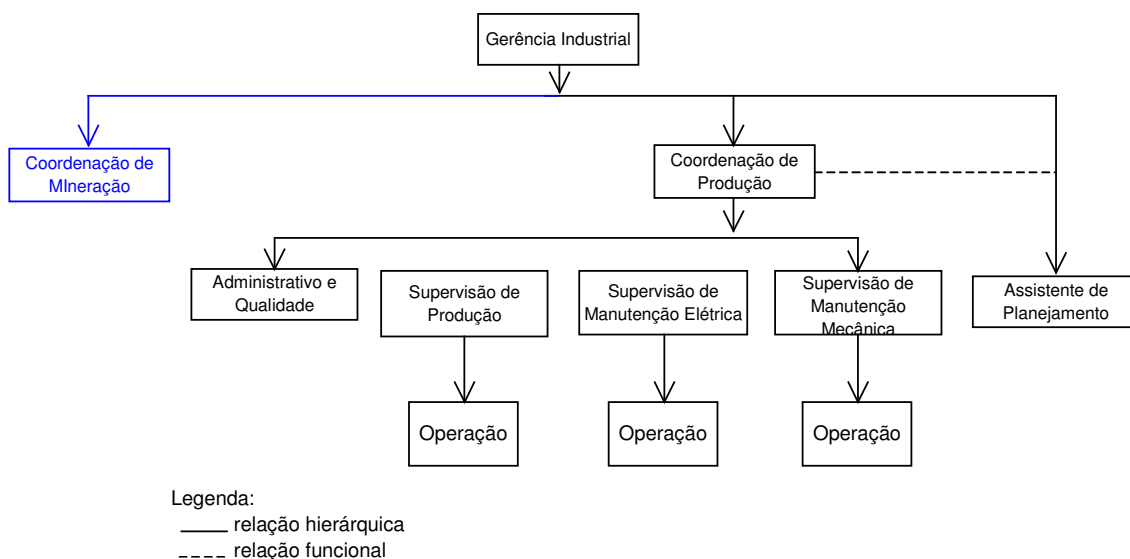 Gerência Industrial
Coordenação de
MIneração
Coordenação de
Produção
Administrativo e
Qualidade
Supervisão de
Produção
Supervisão de
Manutenção Elétrica
Supervisão de
Manutenção
Mecânica
Assistente de
Planejamento
Operação
Operação
Operação
Legenda:
relação hierárquica
relação funcional